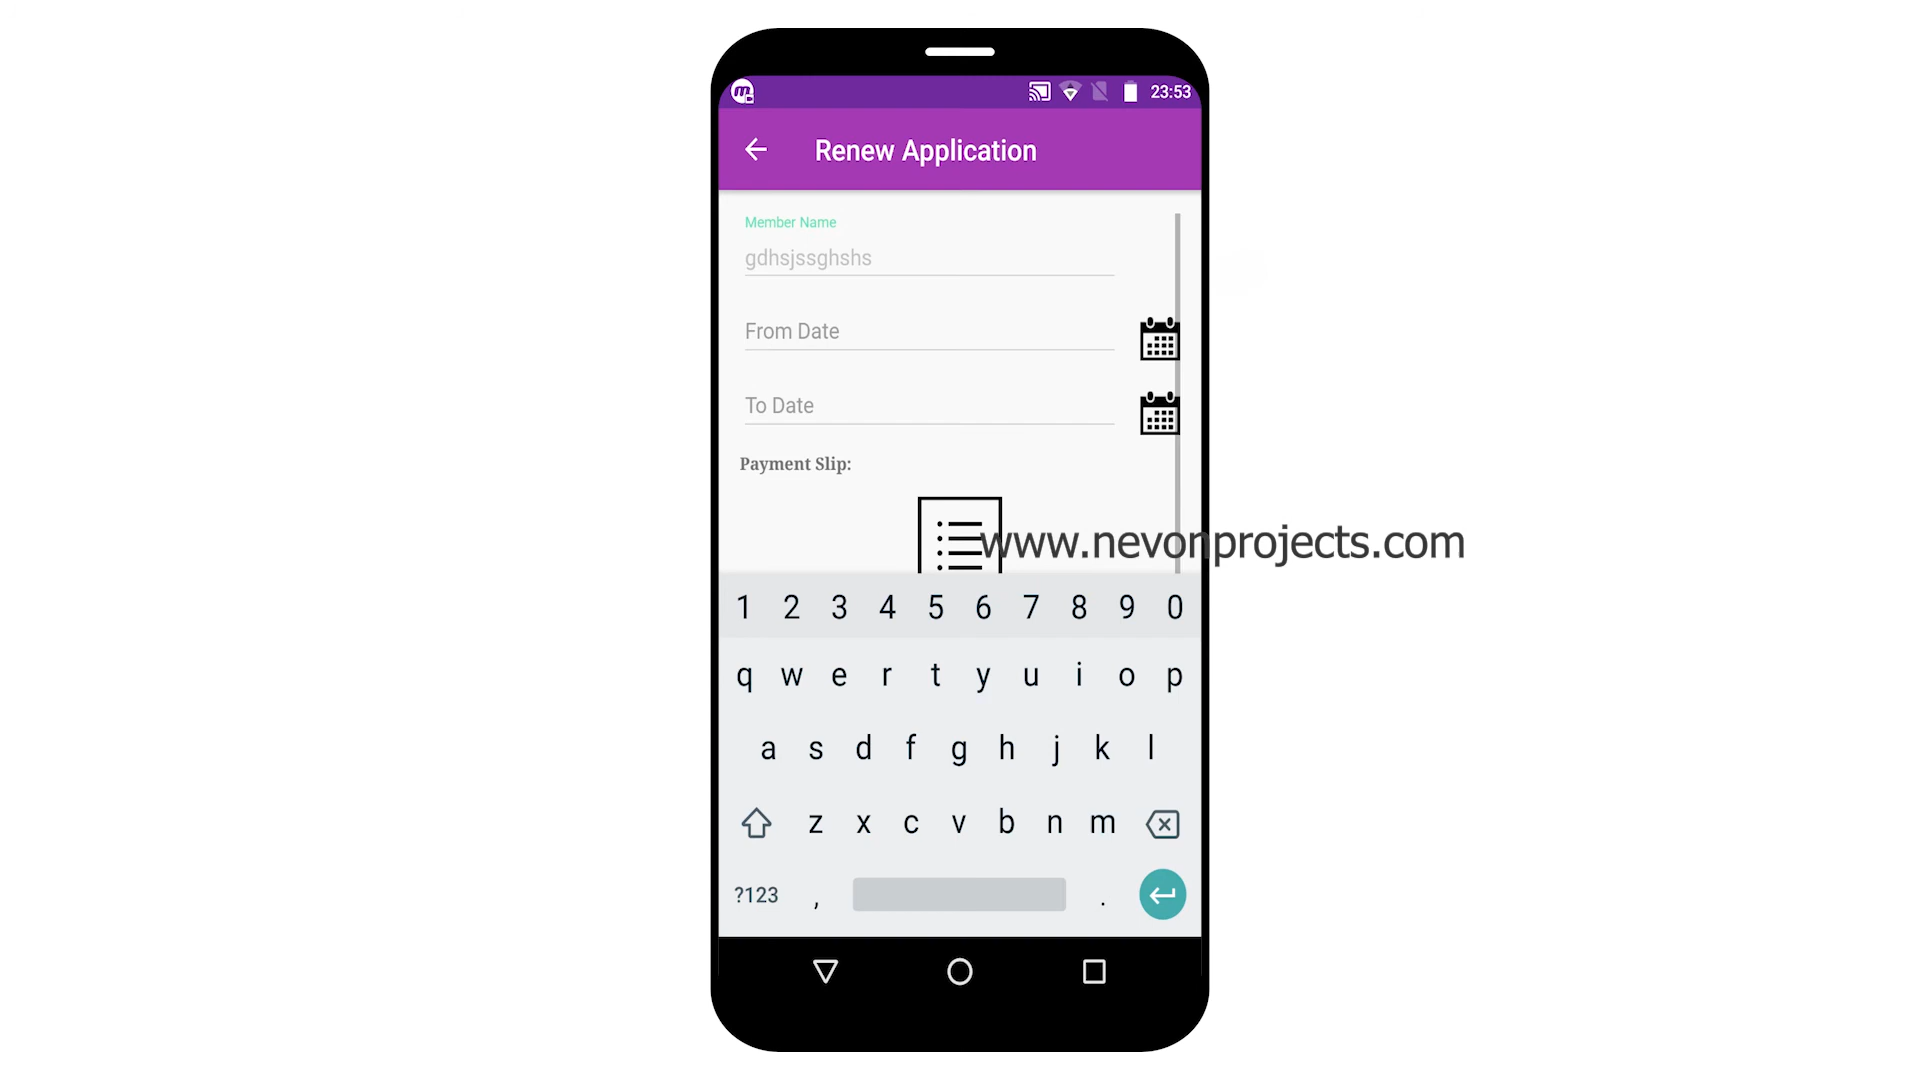 23:53
Renew Application
Member Name
gdhsjssghshs
From Date
To Date
Payment Slip:
www.nevonprojects.com
1 2 3 4 5 6 7 8 9 0
q w e r t y u i o p
a s d f g h j k l
z x c v b n m
?123 , .